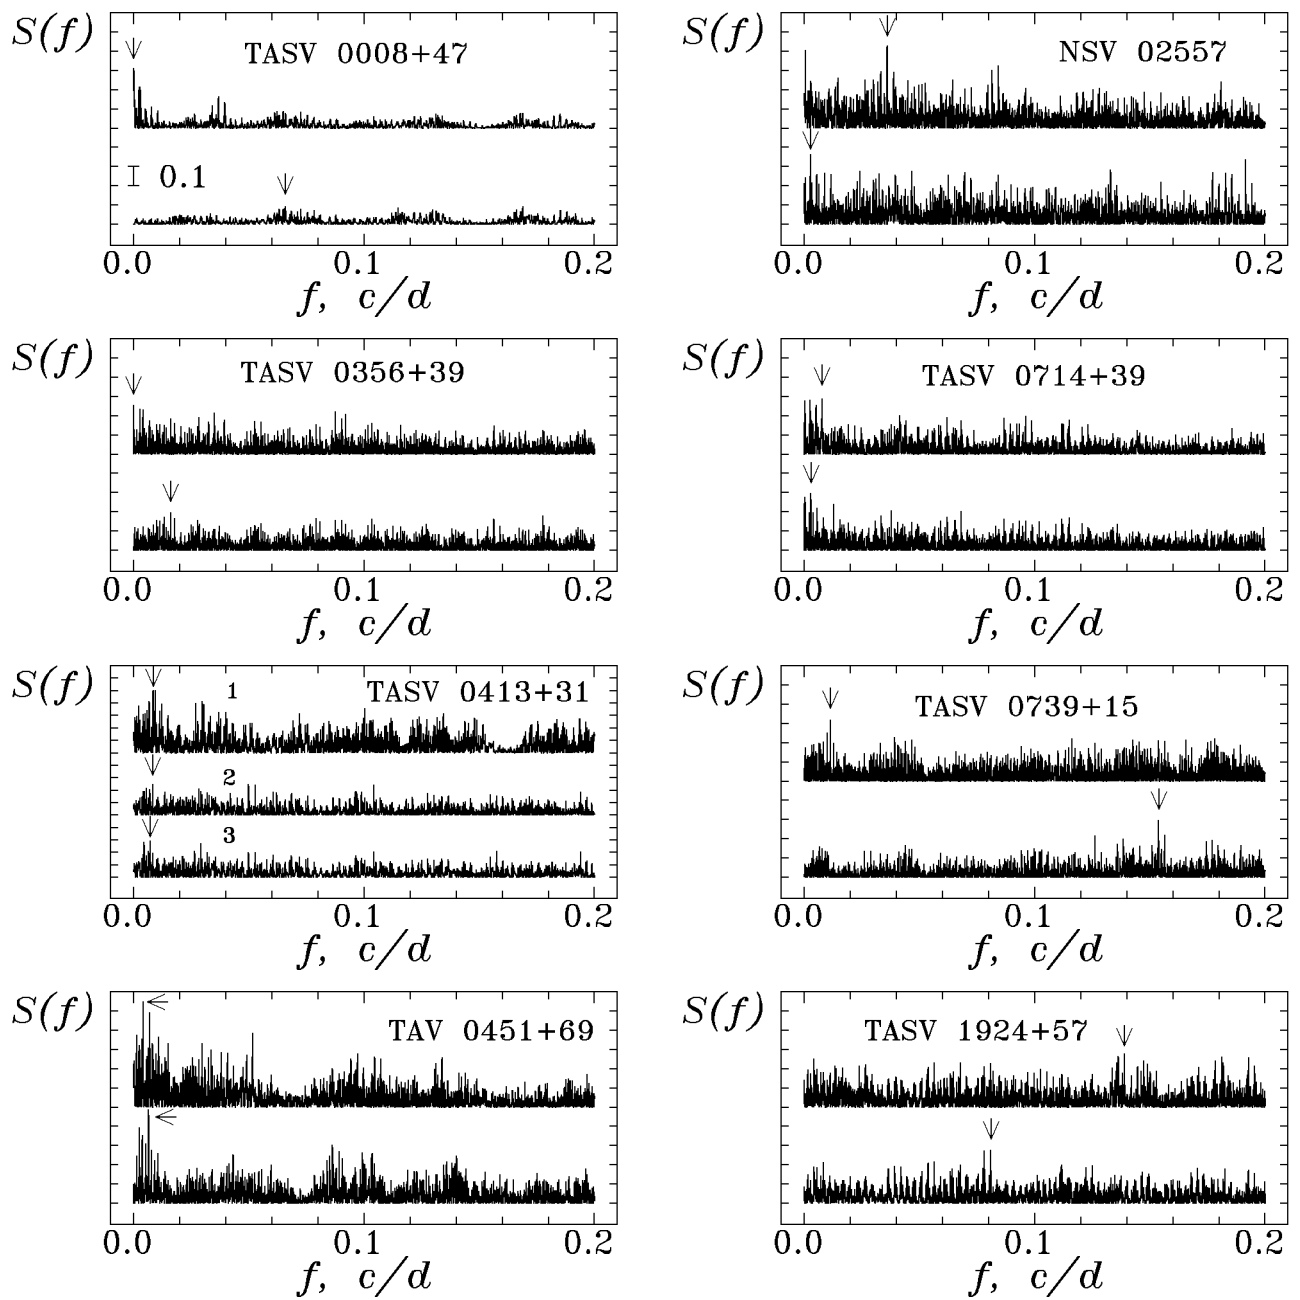 S(f)
TASV 0008+47
0.1
0.0 0.1 0.2
f, c/d
S(f)
NSV 02557
0.0 0.1 0.2
f, c/d
S(f)
TASV 0356+39
0.0 0.1 0.2
f, c/d
S(f)
TASV 0714+39
0.0 0.1 0.2
f, c/d
S(f)
1
TASV 0413+31
2
3
0.0 0.1 0.2
f, c/d
S(f)
TASV 0739+15
0.0 0.1 0.2
f, c/d
S(f)
TAV 0451+69
0.0 0.1 0.2
f, c/d
S(f)
TASV 1924+57
0.0 0.1 0.2
f, c/d